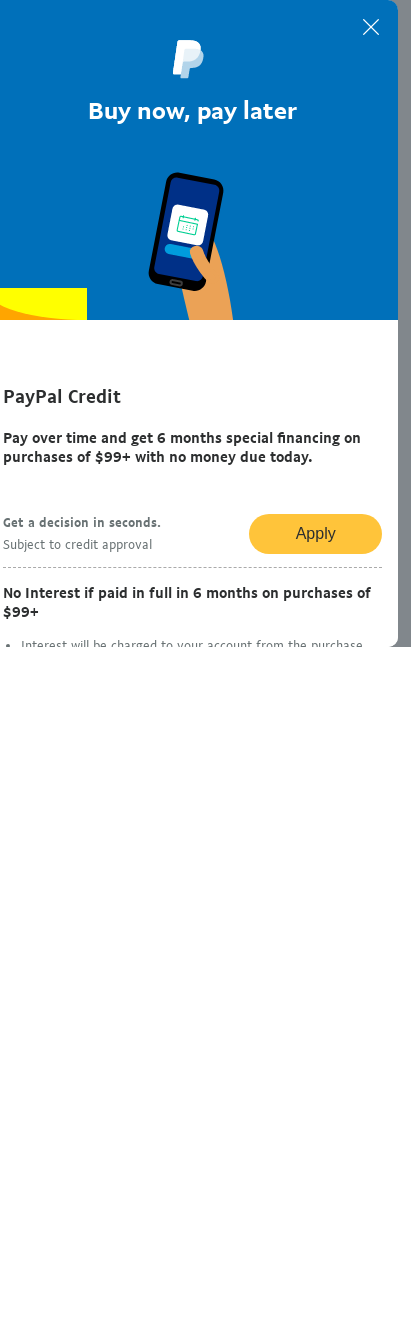 Buy now, pay later
PayPal Credit
Pay over time and get 6 months special financing on
purchases of $99+ with no money due today.
Get a decision in seconds.
Subject to credit approval
Apply
No Interest if paid in full in 6 months on purchases of
$99+
• Interest will be charged to your account from the purchase